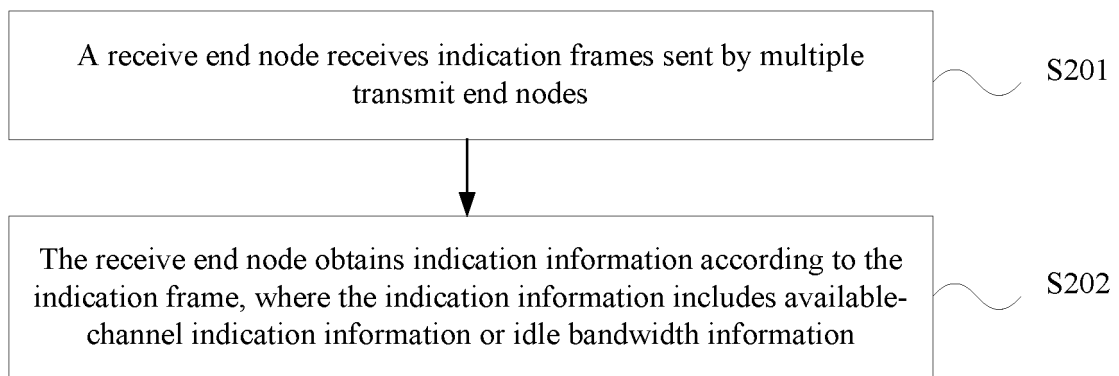 A receive end node receives indication frames sent by multiple
transmit end nodes
S201
The receive end node obtains indication information according to the
indication frame, where the indication information includes available-
channel indication information or idle bandwidth information
S202